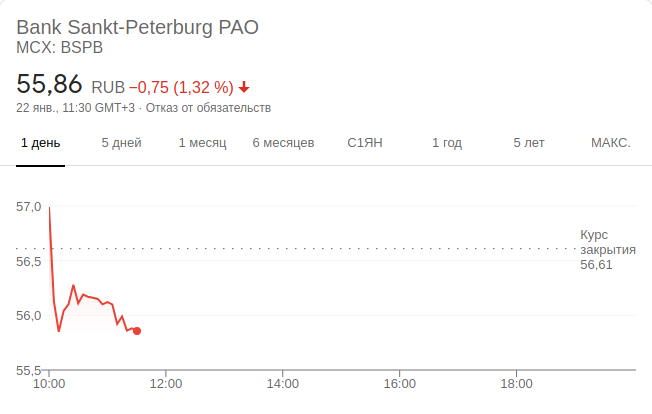 Bank Sankt-Peterburg PAO
MCX: BSPB
55,86 RUB −0,75 (1,32 %)
22 янв., 11:30 GMT+3 · Отказ от обязательств
1 день 5 дней 1 месяц 6 месяцев С1ЯН 1 год 5 лет МАКС.
57,0
Курс
закрытия
56,61
56,5
56,0
55,5
10:00 12:00 14:00 16:00 18:00